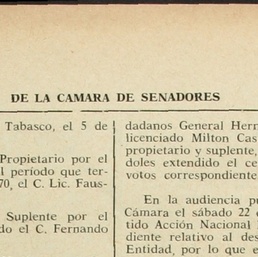 DE LA CAMARA DE SENADORES
Tabasco, el 5 de
Propietario por el
l período que ter-
70, el C. Lic. Faus-
Suplente por el
do el C. Fernando
dadanos General Hern
licenciado Milton Cas
propietario y suplente,
doles extendido el ce
votos correspondiente
En la audiencia pú
Cámara el sábado 22 d
tido Acción Nacional
diente relativo al des
Entidad, por lo que e